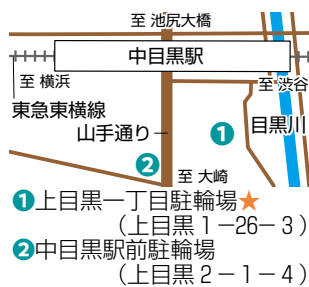 至 池尻大橋
中目黒駅
至 横浜
至 渋谷
東急東横線
山手通り
❶
目黒川
❷
至 大崎
❶上目黒一丁目駐輪場★
(上目黒1−26−3)
❷中目黒駅前駐輪場
(上目黒2−1−4)